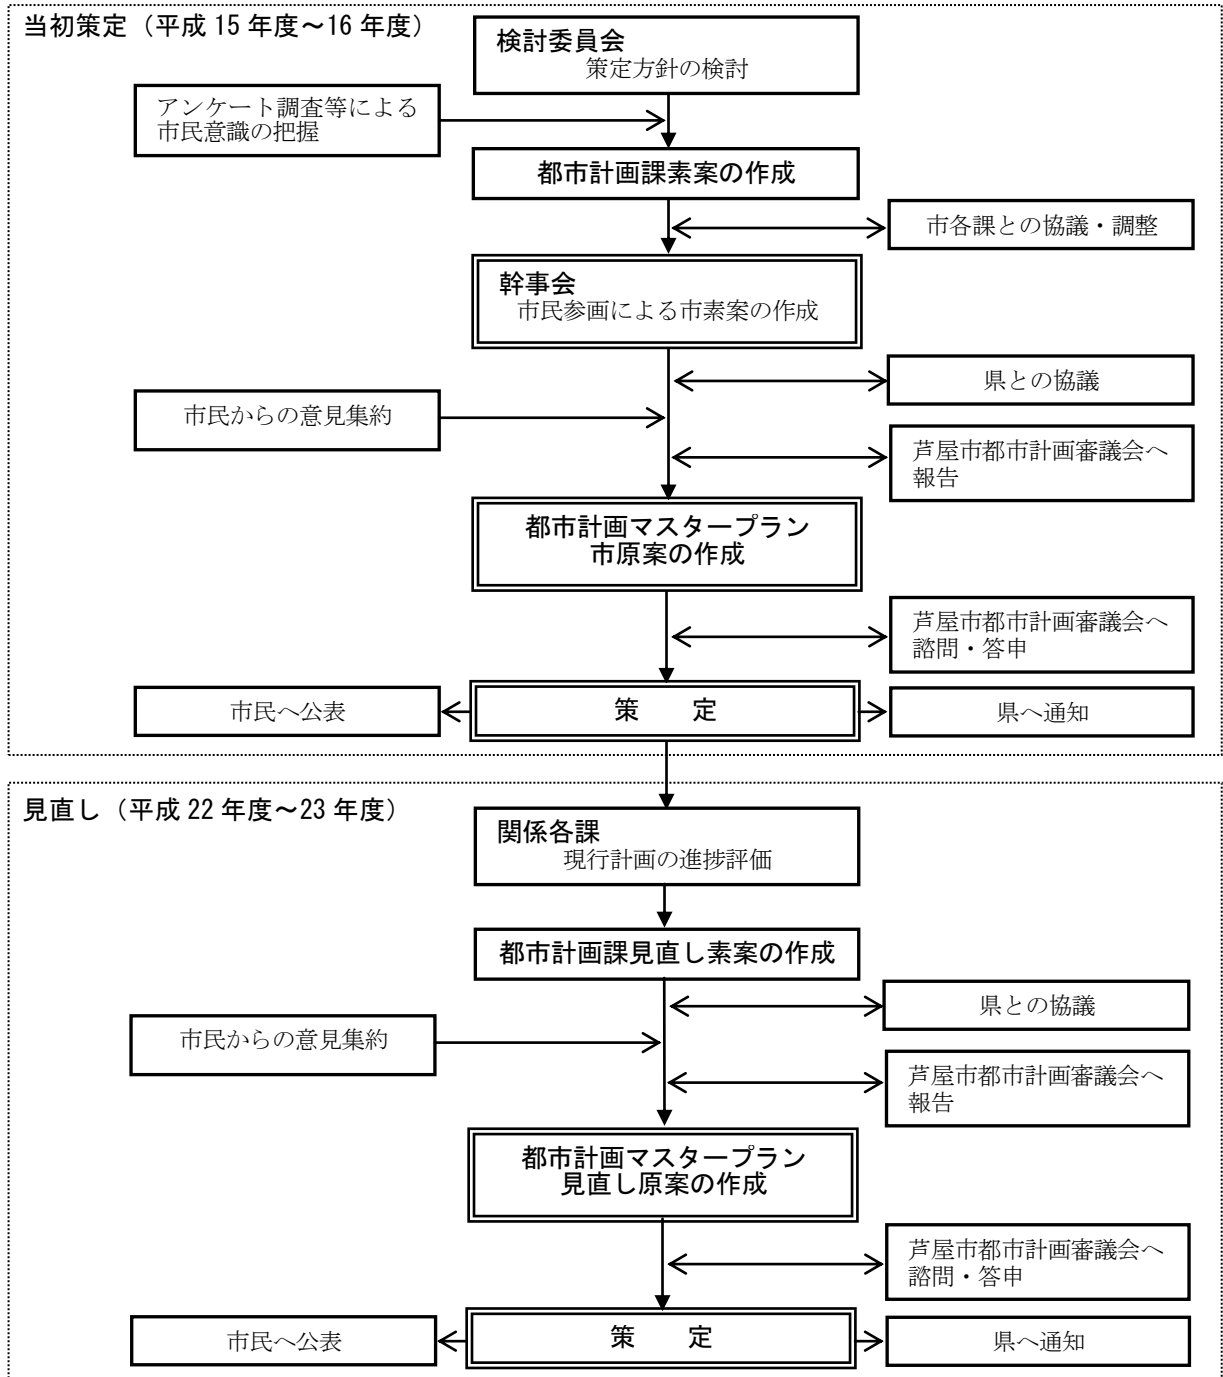 当初策定（平成 15 年度～16 年度）
検討委員会
策定方針の検討
アンケート調査等による
市民意識の把握
都市計画課素案の作成
市各課との協議・調整
幹事会
市民参画による市素案の作成
県との協議
市民からの意見集約
芦屋市都市計画審議会へ
報告
都市計画マスタープラン
市原案の作成
芦屋市都市計画審議会へ
諮問・答申
市民へ公表
策　　定
県へ通知
見直し（平成 22 年度～23 年度）
関係各課
現行計画の進捗評価
都市計画課見直し素案の作成
県との協議
市民からの意見集約
芦屋市都市計画審議会へ
報告
都市計画マスタープラン
見直し原案の作成
芦屋市都市計画審議会へ
諮問・答申
市民へ公表
策　　定
県へ通知